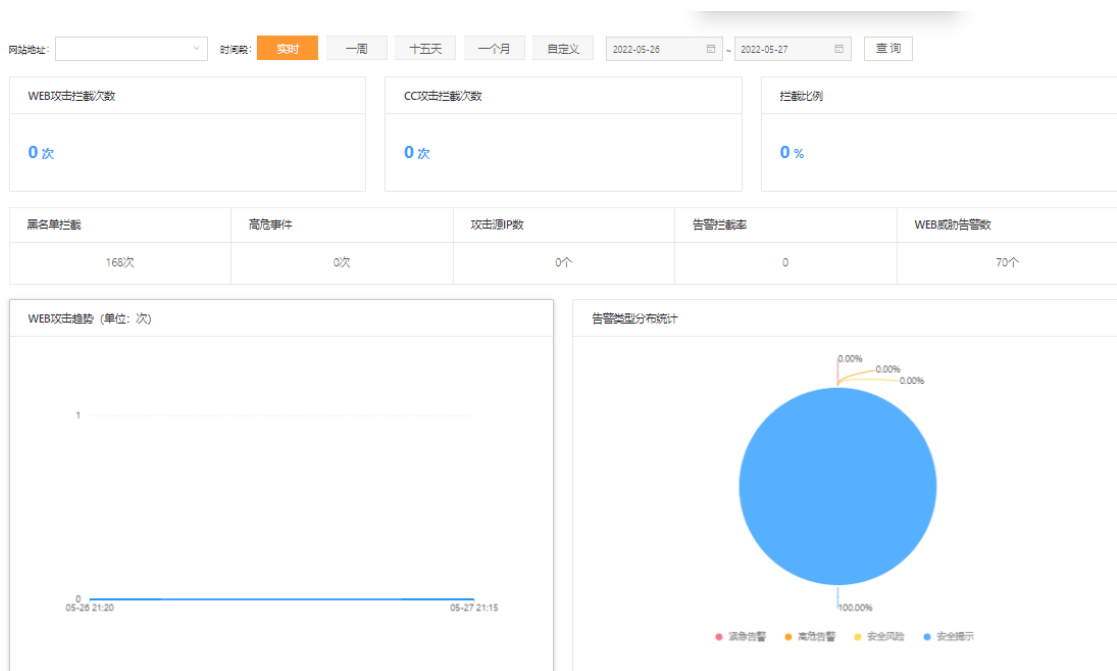 网站地址: 时间段: 实时 一周 十五天 一个月 自定义 2022-05-26 ~ 2022-05-27 查 询
WEB攻击拦截次数 CC攻击拦截次数 拦截比例
0 次 0 次 0 %
黑名单拦截 高危事件 攻击源IP数 告警拦截率 WEB威胁告警数
168次 0次 0个 0 70个
WEB攻击趋势（单位：次） 告警类型分布统计
0.00%
0.00%
0.00%
1
0
05-26 21:20 05-27 21:15
100.00%
紧急告警 高危告警 安全风险 安全提示